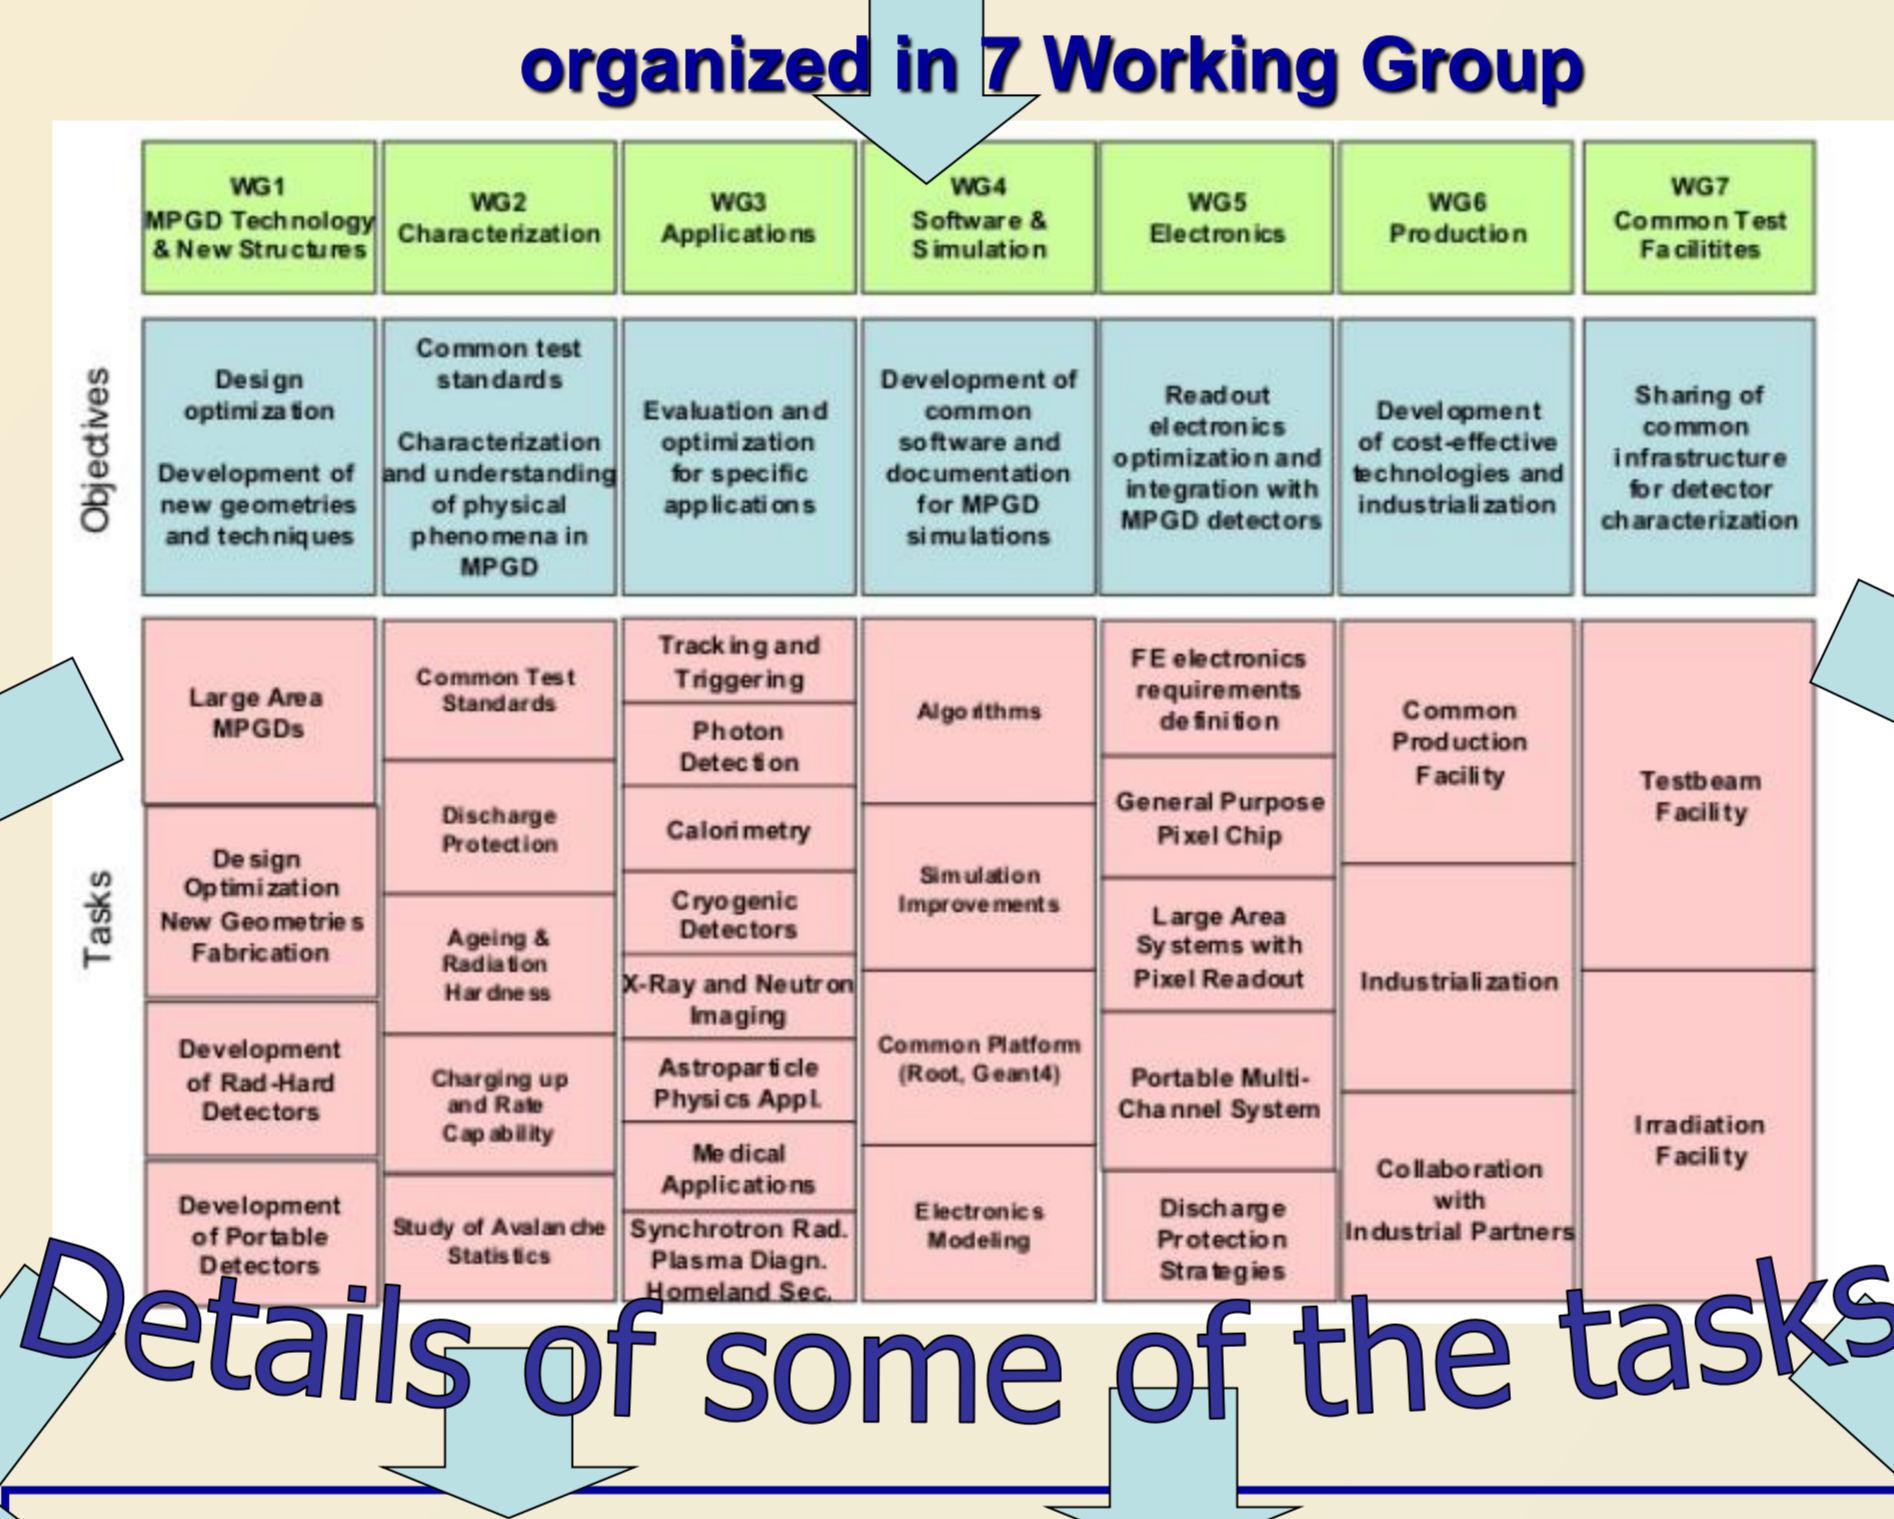 organized in 7 Working Group
WG1
MPGD Technology
& New Structures
WG2
Characterization
WG3
Applications
WG4
Software &
Simulation
WG5
Electronics
WG6
Production
WG7
Common Test
Facilitites
Objectives
Design
optimization
Development of
new geometries
and techniques
Common test
standards
Characterization
and understanding
of physical
phenomena in
MPGD
Evaluation and
optimization
for specific
applications
Development of
common
software and
documentation
for MPGD
simulations
Readout
electronics
optimization and
integration with
MPGD detectors
Development
of cost-effective
technologies and
industrialization
Sharing of
common
infrastructure
for detector
characterization
Tasks
Large Area
MPGDs
Design
Optimization
New Geometries
Fabrication
Development
of Rad-Hard
Detectors
Development
of Portable
Detectors
Common Test
Standards
Discharge
Protection
Ageing &
Radiation
Hardness
Charging up
and Rate
Capability
Study of Avalanche
Statistics
Tracking and
Triggering
Photon
Detection
Calorimetry
Cryogenic
Detectors
X-Ray and Neutron
Imaging
Astroparticle
Physics Appl.
Medical
Applications
Synchrotron Rad.
Plasma Diagn.
Homeland Sec.
Algorithms
Simulation
Improvements
Common Platform
(Root, Geant4)
Electronics
Modeling
FE electronics
requirements
definition
General Purpose
Pixel Chip
Large Area
Systems with
Pixel Readout
Portable Multi-
Channel System
Discharge
Protection
Strategies
Common
Production
Facility
Industrialization
Collaboration
with
Industrial Partners
Testbeam
Facility
Irradiation
Facility
Details of some of the tasks